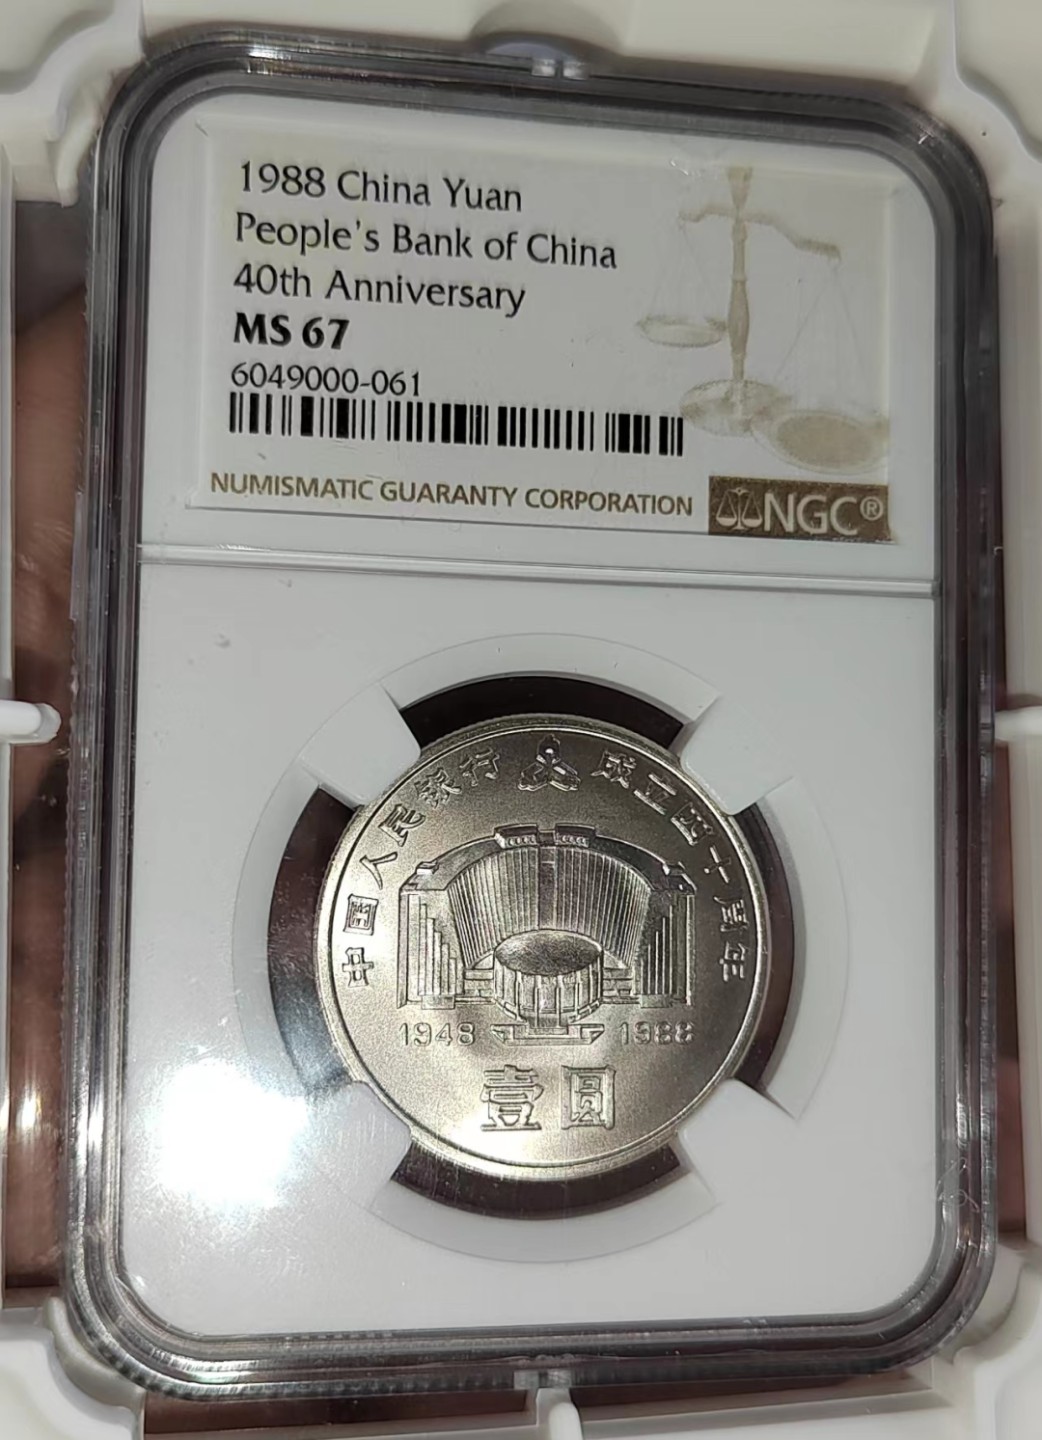 1988 China Yuan
People's Bank of China
40th Anniversary
MS 67
6049000-061
NUMISMATIC GUARANTY CORPORATION
NGC®
中国人民银行 成立四十周年
1948 1988
壹圆